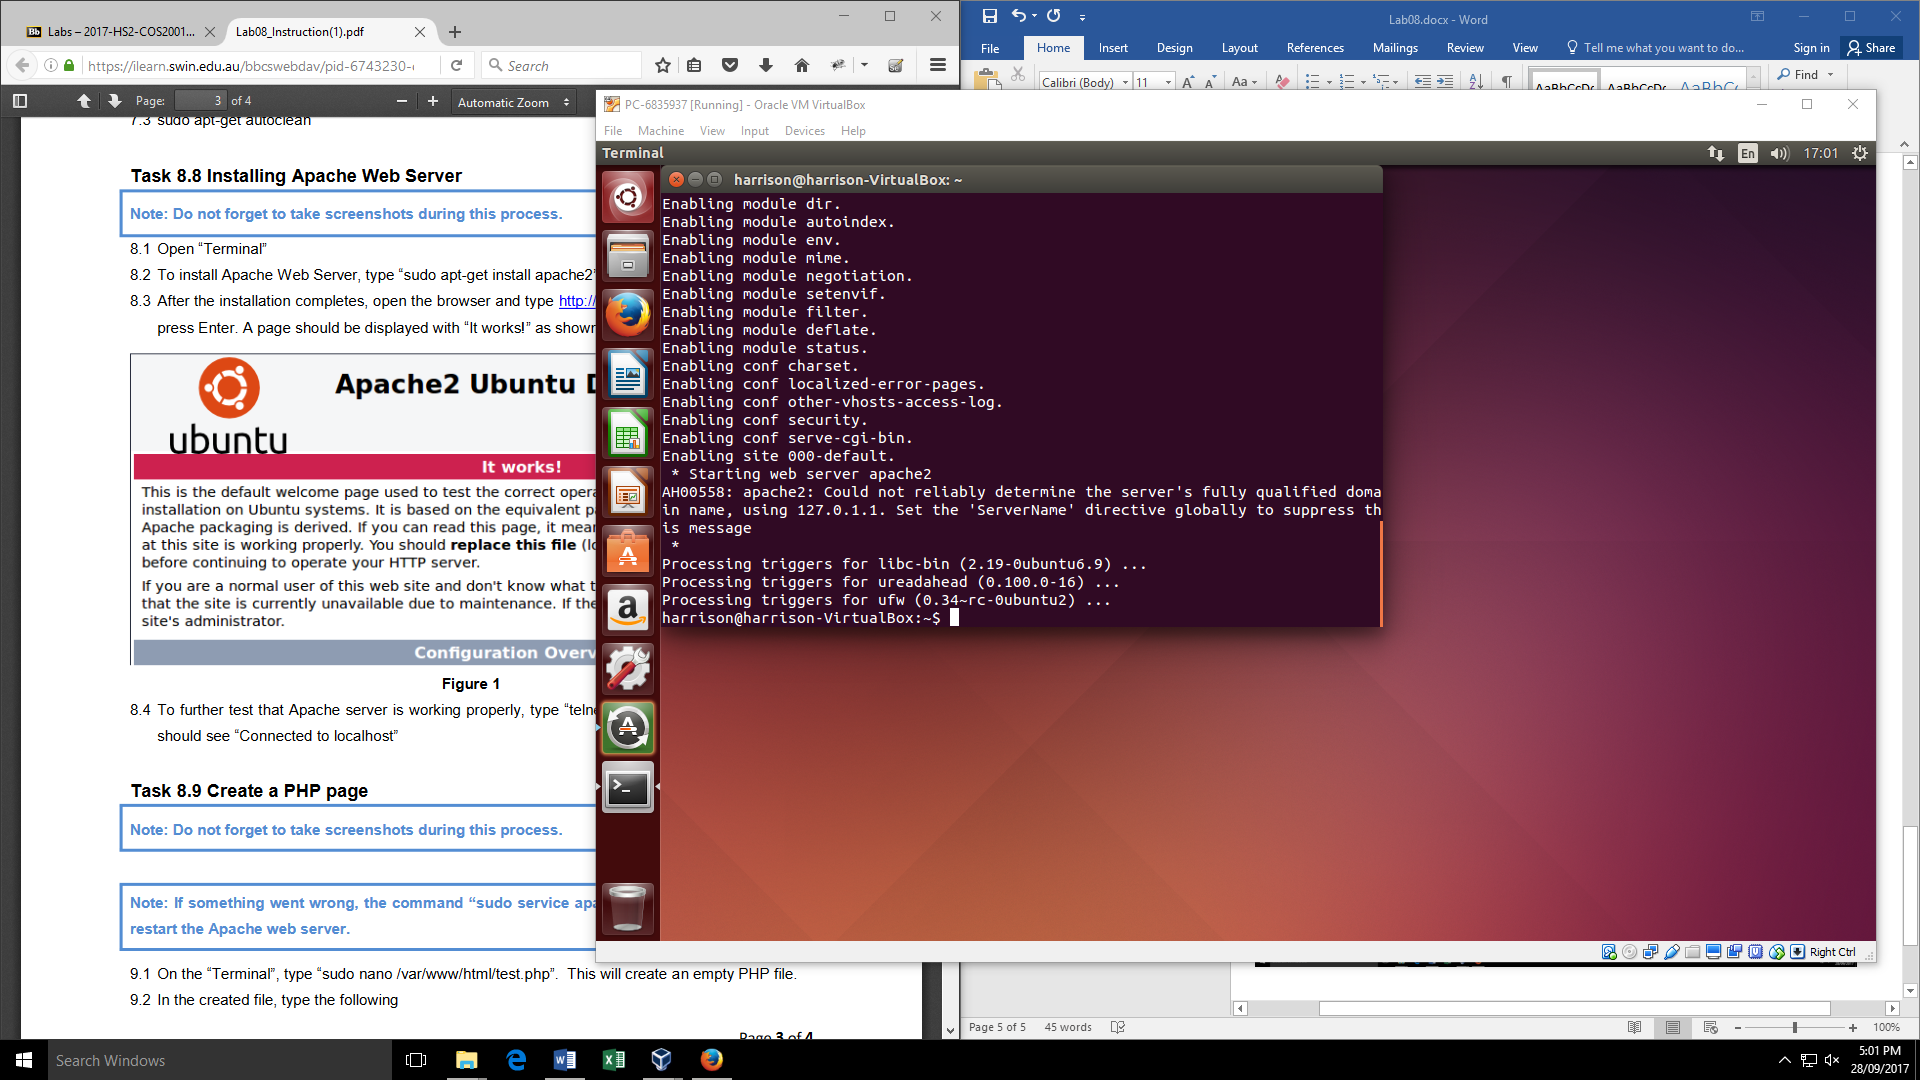 Labs – 2017-HS2-COS2001...
Lab08_Instruction(1).pdf
https://ilearn.swin.edu.au/bbcswebdav/pid-6743230-
Search
Page:
3
of 4
Automatic Zoom
7.3 sudo apt-get autoclean
Task 8.8 Installing Apache Web Server
Note: Do not forget to take screenshots during this process.
8.1 Open “Terminal”
8.2 To install Apache Web Server, type “sudo apt-get install apache2”
8.3 After the installation completes, open the browser and type http://
press Enter. A page should be displayed with “It works!” as shown
Apache2 Ubuntu
ubuntu
It works!
This is the default welcome page used to test the correct
installation on Ubuntu systems. It is based on the equivalent
Apache packaging is derived. If you can read this page, it
at this site is working properly. You should replace this file
before continuing to operate your HTTP server.
If you are a normal user of this web site and don't know what
that the site is currently unavailable due to maintenance. If
site's administrator.
Configuration
Figure 1
8.4 To further test that Apache server is working properly, type
should see “Connected to localhost”
Task 8.9 Create a PHP page
Note: Do not forget to take screenshots during this process.
Note: If something went wrong, the command “sudo service
restart the Apache web server.
9.1 On the “Terminal”, type “sudo nano /var/www/html/test.php”. This will create an empty PHP file.
9.2 In the created file, type the following
Page 3 of 4
Lab08.docx - Word
File Home Insert Design Layout References Mailings Review View Tell me what you want to do... Sign in Share
Calibri (Body) 11 Aa Find
AaBbCcDc AaBbCcDc AaBbC
PC-6835937 [Running] - Oracle VM VirtualBox
File Machine View Input Devices Help
Terminal
En
17:01
harrison@harrison-VirtualBox: ~
Enabling module dir.
Enabling module autoindex.
Enabling module env.
Enabling module mime.
Enabling module negotiation.
Enabling module setenvif.
Enabling module filter.
Enabling module deflate.
Enabling module status.
Enabling conf charset.
Enabling conf localized-error-pages.
Enabling conf other-vhosts-access-log.
Enabling conf security.
Enabling conf serve-cgi-bin.
Enabling site 000-default.
* Starting web server apache2
AH00558: apache2: Could not reliably determine the server's fully qualified doma
in name, using 127.0.1.1. Set the 'ServerName' directive globally to suppress th
is message
*
Processing triggers for libc-bin (2.19-0ubuntu6.9) ...
Processing triggers for ureadahead (0.100.0-16) ...
Processing triggers for ufw (0.34~rc-0ubuntu2) ...
harrison@harrison-VirtualBox:~$
Right Ctrl
Page 5 of 5
45 words
100%
Search Windows
5:01 PM
28/09/2017